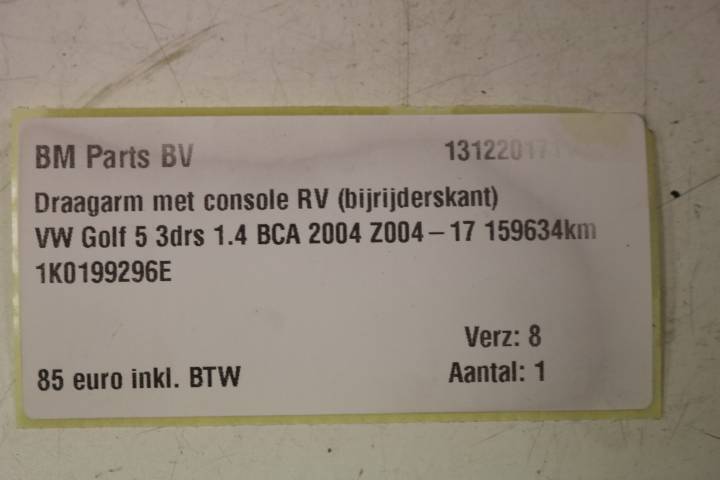 BM Parts BV
Draagarm met console RV (bijrijderskant)
VW Golf 5 3drs 1.4 BCA 2004 Z004-17 159634km
1K0199296E
Verz: 8
85 euro inkl. BTW
Aantal: 1